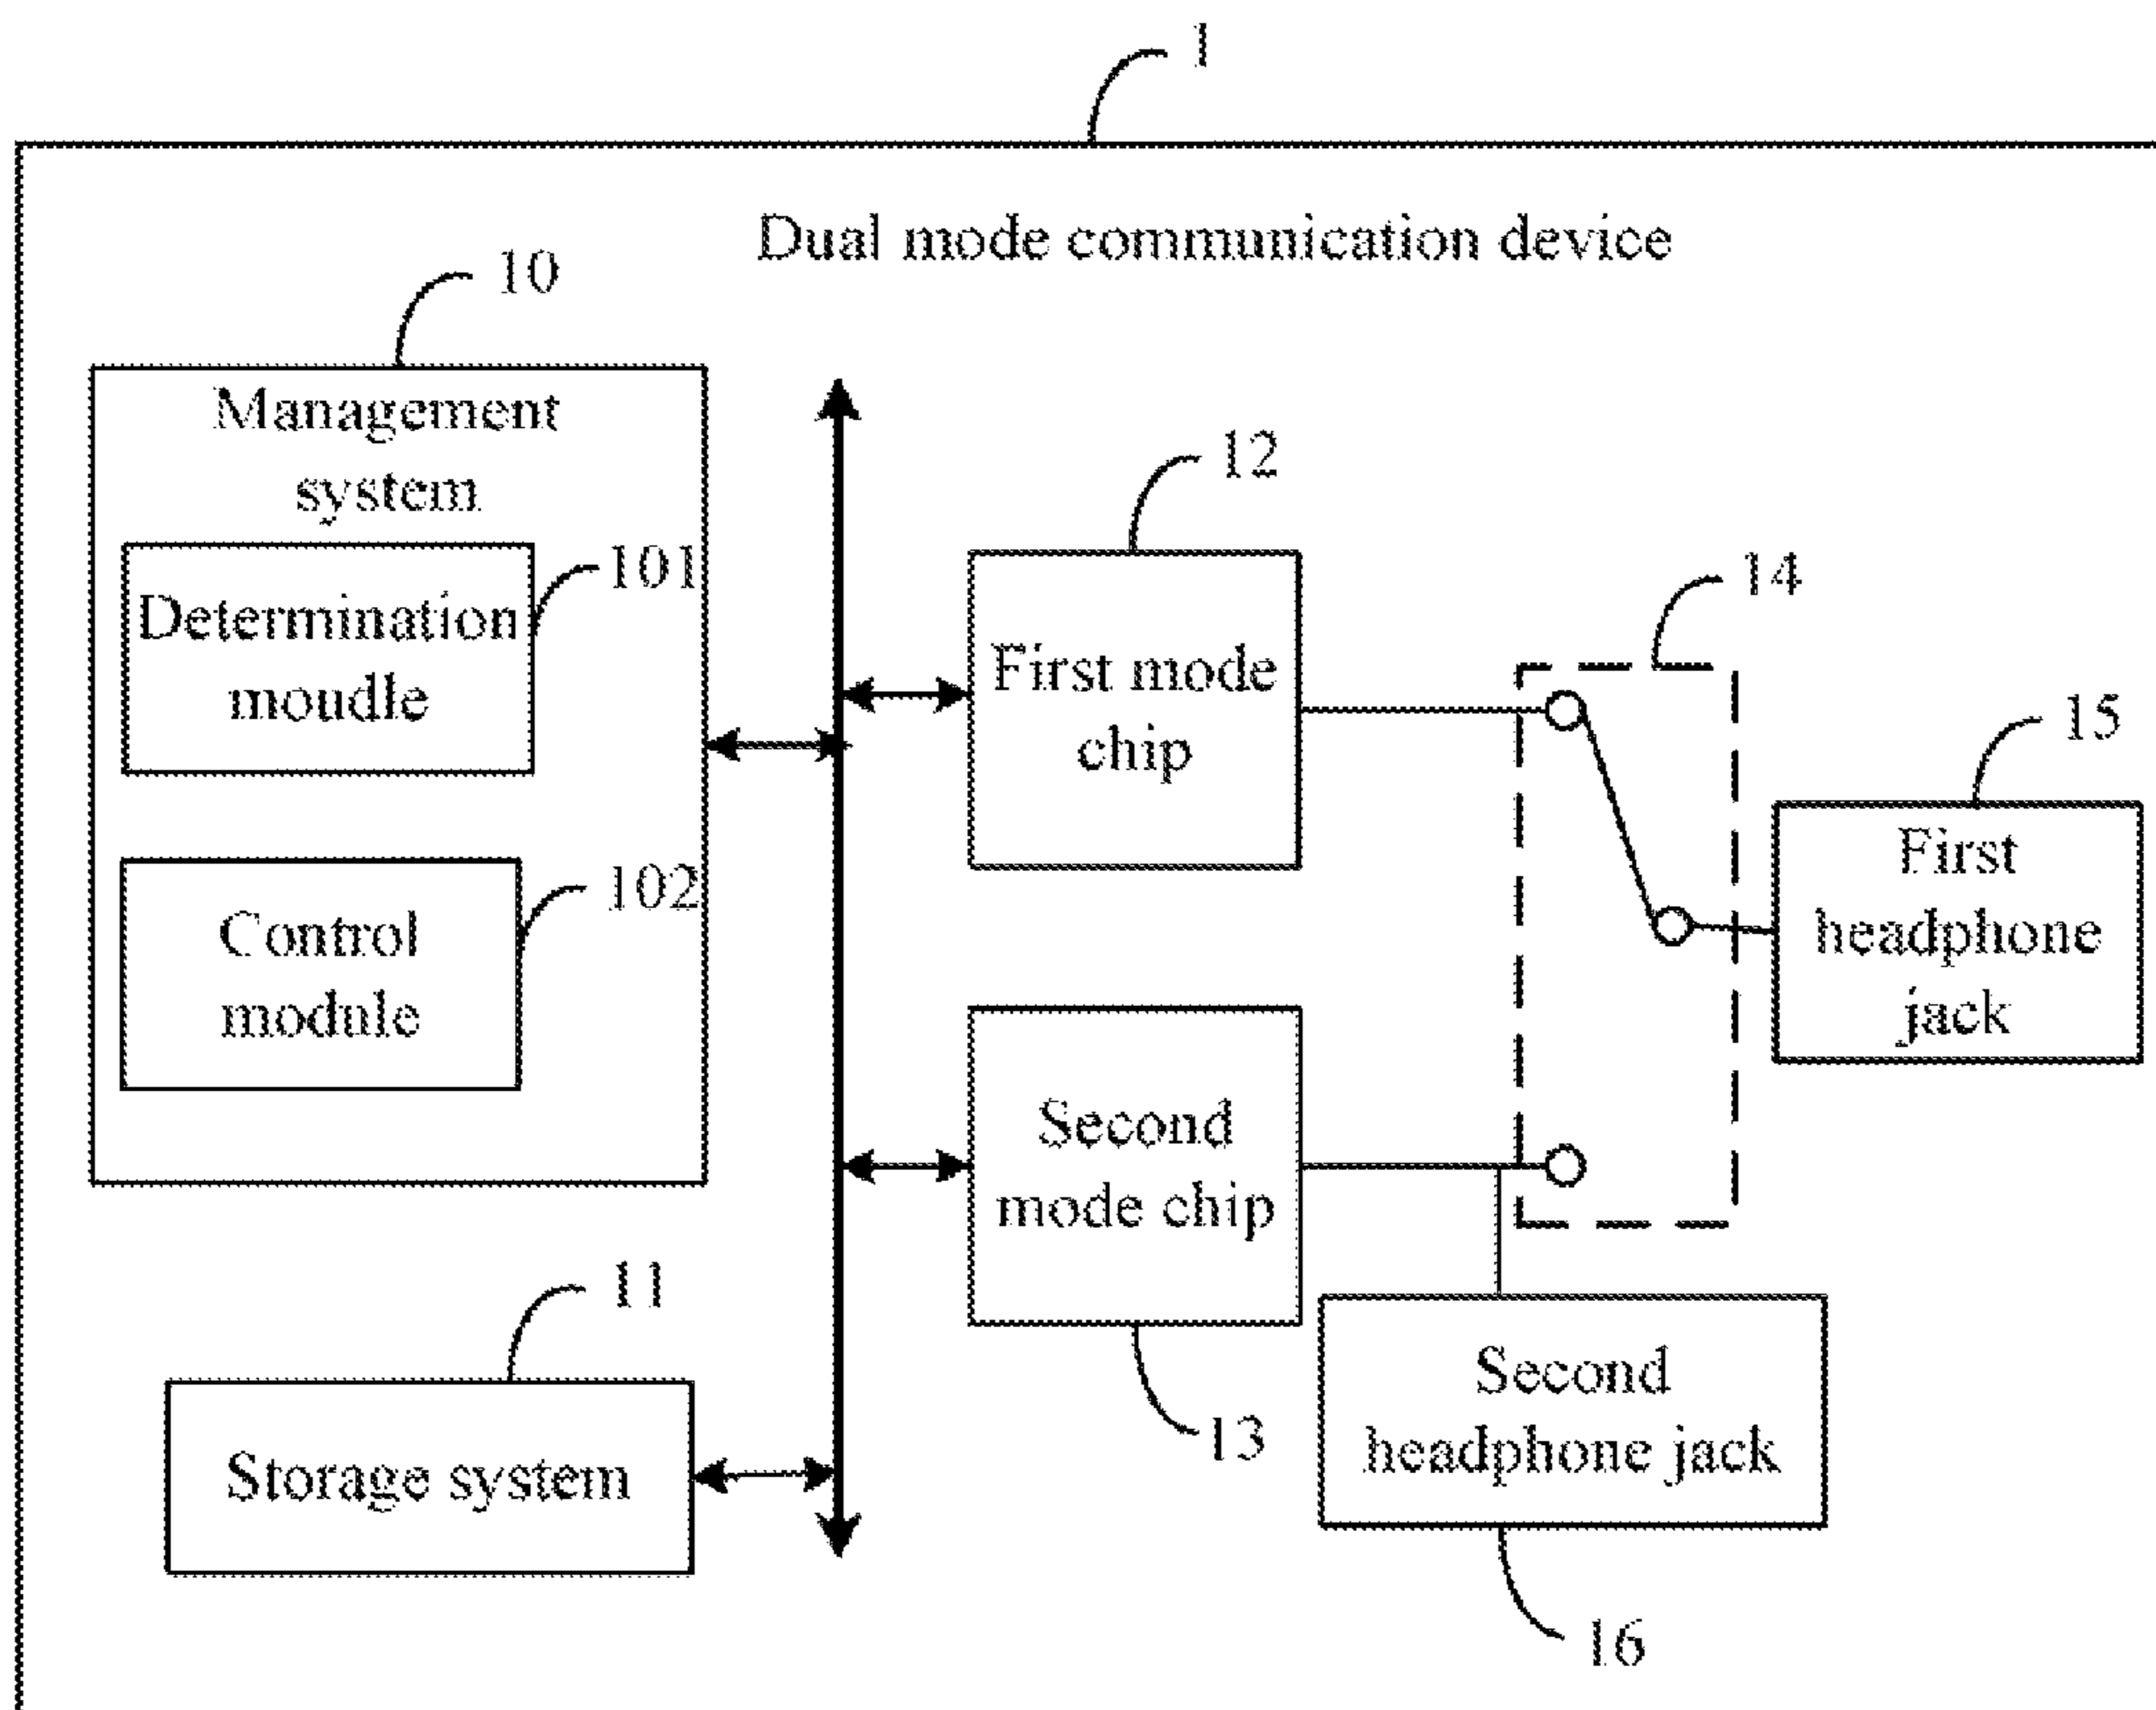 1
Dual mode communication device
10
Management
system
101
Determination
moudle
102
Control
module
11
Storage system
12
First mode
chip
13
Second
mode chip
14
15
First
headphone
jack
Second
headphone jack
16